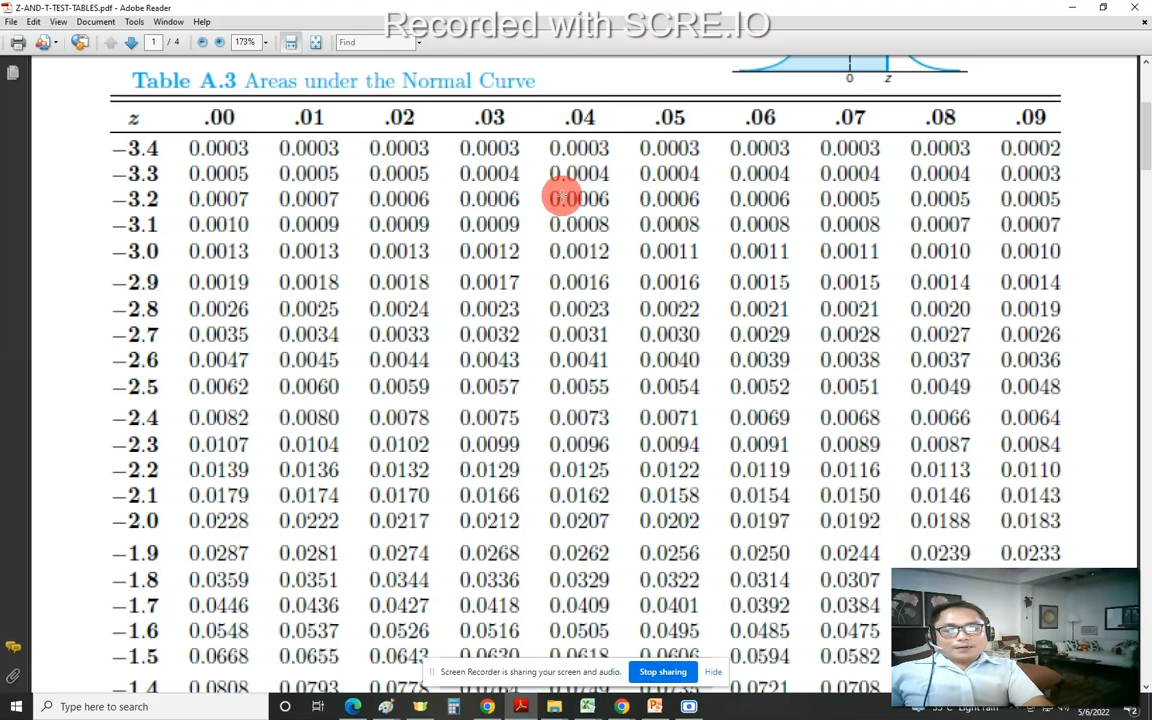 Z-AND-T-TEST-TABLES.pdf - Adobe Reader
File Edit View Document Tools Window Help
Recorded with SCRE.IO
1 / 4 173% Find
Table A.3 Areas under the Normal Curve
0 z
z .00 .01 .02 .03 .04 .05 .06 .07 .08 .09
−3.4 0.0003 0.0003 0.0003 0.0003 0.0003 0.0003 0.0003 0.0003 0.0003 0.0002
−3.3 0.0005 0.0005 0.0005 0.0004 0.0004 0.0004 0.0004 0.0004 0.0004 0.0003
−3.2 0.0007 0.0007 0.0006 0.0006 0.0006 0.0006 0.0006 0.0005 0.0005 0.0005
−3.1 0.0010 0.0009 0.0009 0.0009 0.0008 0.0008 0.0008 0.0008 0.0007 0.0007
−3.0 0.0013 0.0013 0.0013 0.0012 0.0012 0.0011 0.0011 0.0011 0.0010 0.0010
−2.9 0.0019 0.0018 0.0018 0.0017 0.0016 0.0016 0.0015 0.0015 0.0014 0.0014
−2.8 0.0026 0.0025 0.0024 0.0023 0.0023 0.0022 0.0021 0.0021 0.0020 0.0019
−2.7 0.0035 0.0034 0.0033 0.0032 0.0031 0.0030 0.0029 0.0028 0.0027 0.0026
−2.6 0.0047 0.0045 0.0044 0.0043 0.0041 0.0040 0.0039 0.0038 0.0037 0.0036
−2.5 0.0062 0.0060 0.0059 0.0057 0.0055 0.0054 0.0052 0.0051 0.0049 0.0048
−2.4 0.0082 0.0080 0.0078 0.0075 0.0073 0.0071 0.0069 0.0068 0.0066 0.0064
−2.3 0.0107 0.0104 0.0102 0.0099 0.0096 0.0094 0.0091 0.0089 0.0087 0.0084
−2.2 0.0139 0.0136 0.0132 0.0129 0.0125 0.0122 0.0119 0.0116 0.0113 0.0110
−2.1 0.0179 0.0174 0.0170 0.0166 0.0162 0.0158 0.0154 0.0150 0.0146 0.0143
−2.0 0.0228 0.0222 0.0217 0.0212 0.0207 0.0202 0.0197 0.0192 0.0188 0.0183
−1.9 0.0287 0.0281 0.0274 0.0268 0.0262 0.0256 0.0250 0.0244 0.0239 0.0233
−1.8 0.0359 0.0351 0.0344 0.0336 0.0329 0.0322 0.0314 0.0307
−1.7 0.0446 0.0436 0.0427 0.0418 0.0409 0.0401 0.0392 0.0384
−1.6 0.0548 0.0537 0.0526 0.0516 0.0505 0.0495 0.0485 0.0475
−1.5 0.0668 0.0655 0.0643 0.0630 0.0618 0.0606 0.0594 0.0582
Screen Recorder is sharing your screen and audio. Stop sharing Hide
−1.4 0.0808 0.0793 0.0778 0.0721 0.0708
Type here to search
Light rain
5/6/2022